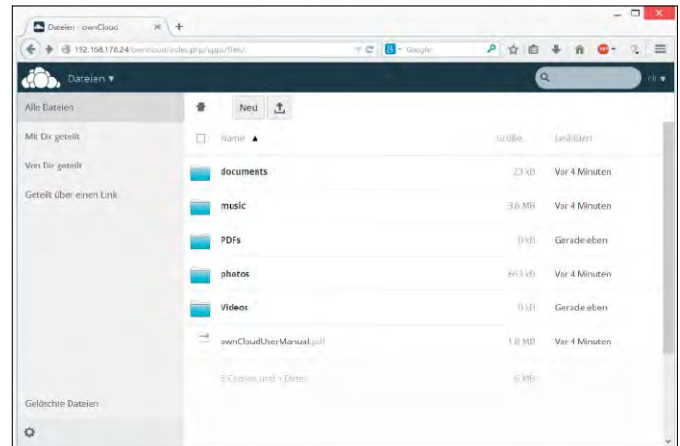 Dateien - ownCloud
192.168.178.24/owncloud/index.php/apps/files/
Google
Dateien
Alle Dateien
Mit Dir geteilt
Von Dir geteilt
Geteilt über einen Link
Gelöschte Dateien
Neu
Name Größe
documents 23 kB Vor 4 Minuten
music 3.6 MB Vor 4 Minuten
PDFs 0 kB Gerade eben
photos 663 kB Vor 4 Minuten
Videos 0 kB Gerade eben
ownCloudUserManual.pdf 1.8 MB Vor 4 Minuten
5 Ordner und 1 Datei 6 MB